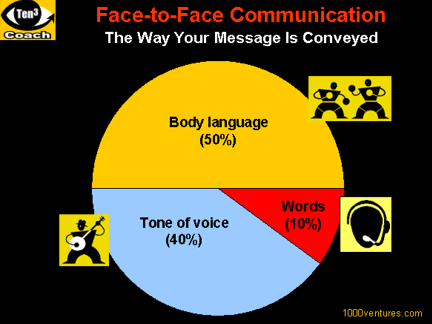 Ten³
Coach
Face-to-Face Communication
The Way Your Message Is Conveyed
Body language
(50%)
Words
(10%)
Tone of voice
(40%)
1000ventures.com